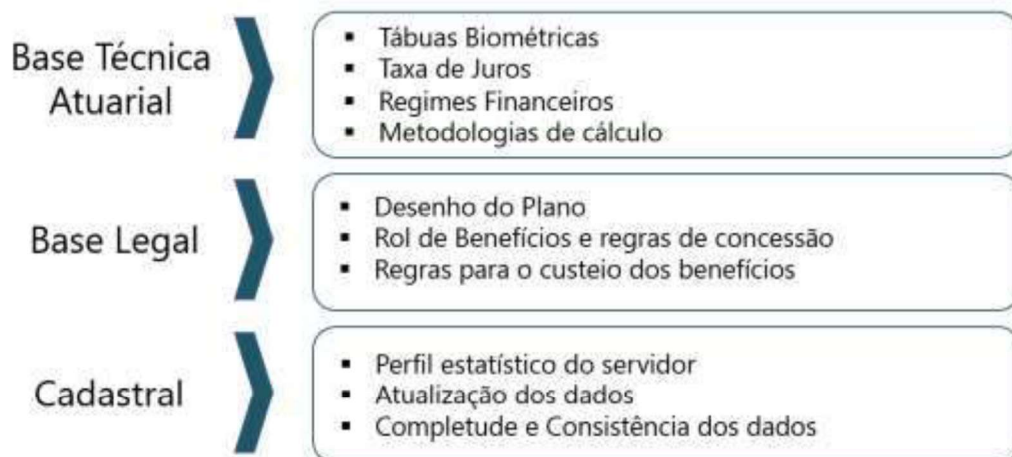 Base Técnica
Atuarial
▪ Tábuas Biométricas
▪ Taxa de Juros
▪ Regimes Financeiros
▪ Metodologias de cálculo
Base Legal
▪ Desenho do Plano
▪ Rol de Benefícios e regras de concessão
▪ Regras para o custeio dos benefícios
Cadastral
▪ Perfil estatístico do servidor
▪ Atualização dos dados
▪ Completude e Consistência dos dados